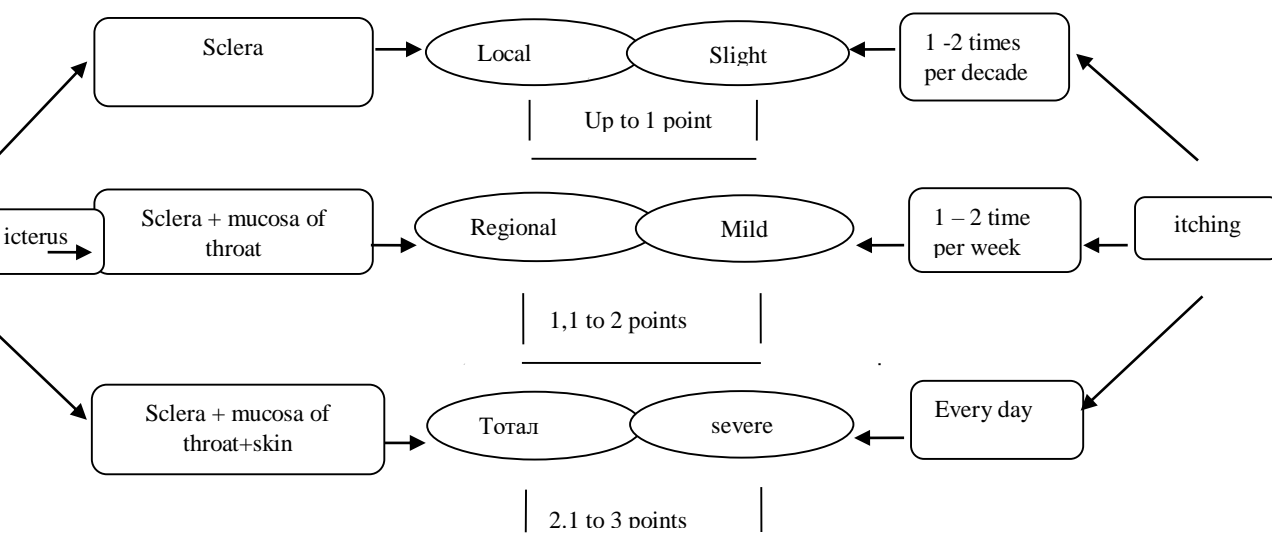 Sclera
Local
Slight
1 -2 times
per decade
Up to 1 point
icterus
Sclera + mucosa of
throat
Regional
Mild
1 – 2 time
per week
itching
1,1 to 2 points
Sclera + mucosa of
throat+skin
Тотал
severe
Every day
2.1 to 3 points